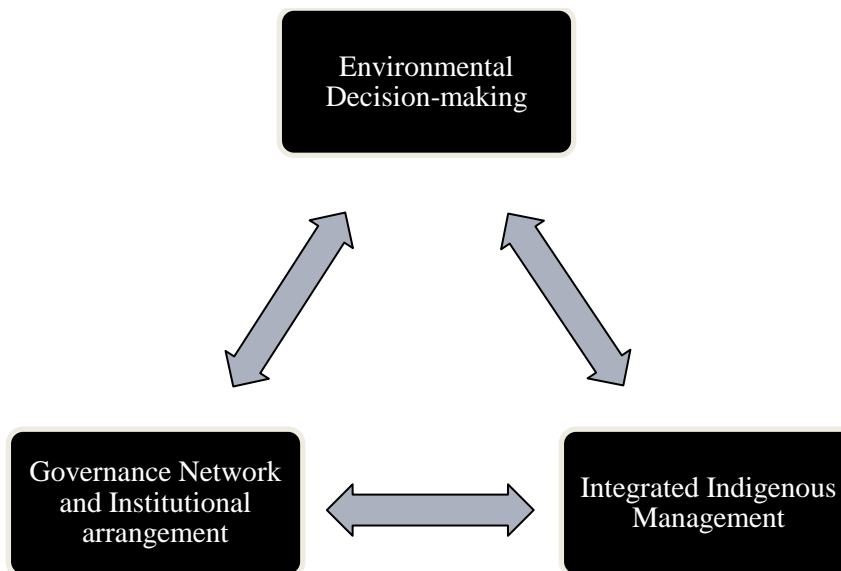 Environmental
Decision-making
Governance Network
and Institutional
arrangement
Integrated Indigenous
Management